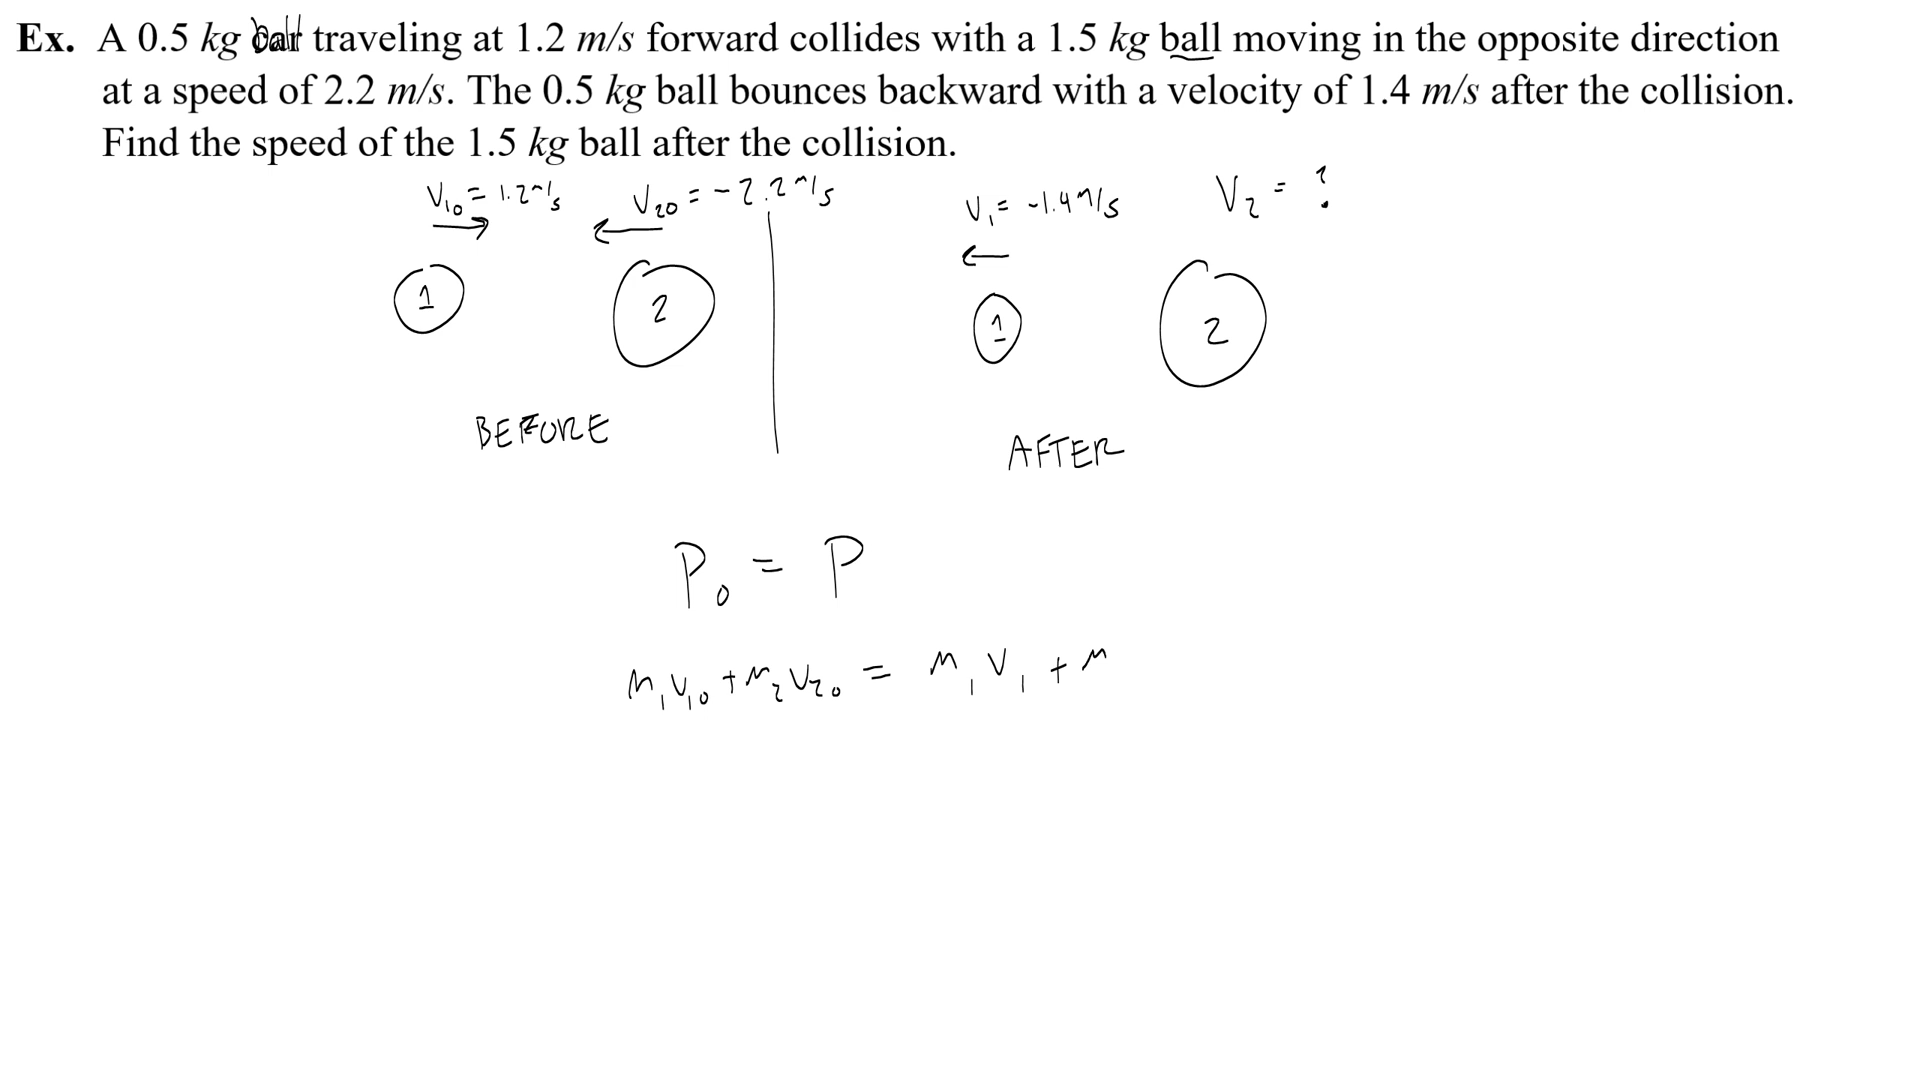 Ex. A 0.5 kg ball traveling at 1.2 m/s forward collides with a 1.5 kg ball moving in the opposite direction
at a speed of 2.2 m/s. The 0.5 kg ball bounces backward with a velocity of 1.4 m/s after the collision.
Find the speed of the 1.5 kg ball after the collision.
V₁₀ = 1.2 m/s V₂₀ = -2.2 m/s V₁ = -1.4 m/s V₂ = ?
1 2 1 2
BEFORE AFTER
P₀ = P
m₁V₁₀ + m₂V₂₀ = m₁V₁ + m